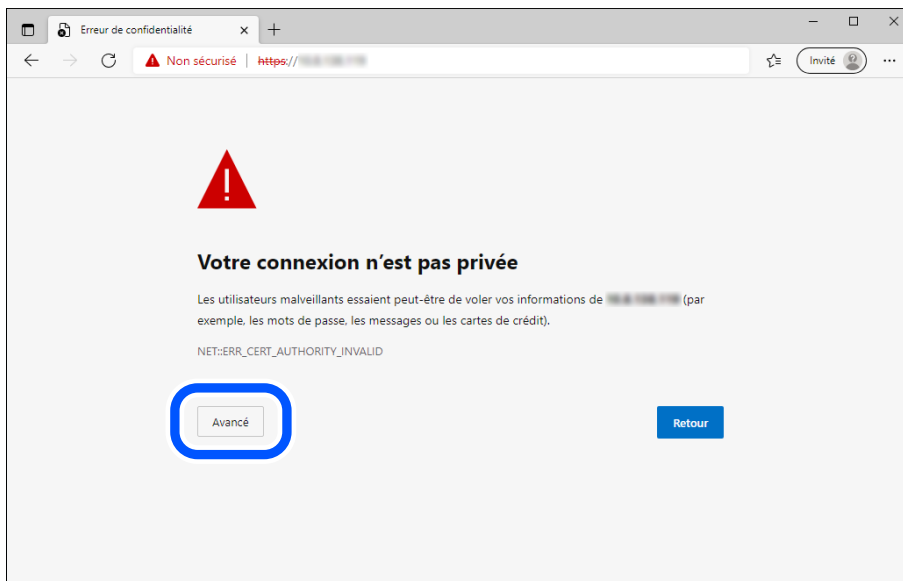 Erreur de confidentialité
Non sécurisé | https://
Invité
Votre connexion n'est pas privée
Les utilisateurs malveillants essaient peut-être de voler vos informations de (par
exemple, les mots de passe, les messages ou les cartes de crédit).
NET::ERR_CERT_AUTHORITY_INVALID
Avancé
Retour